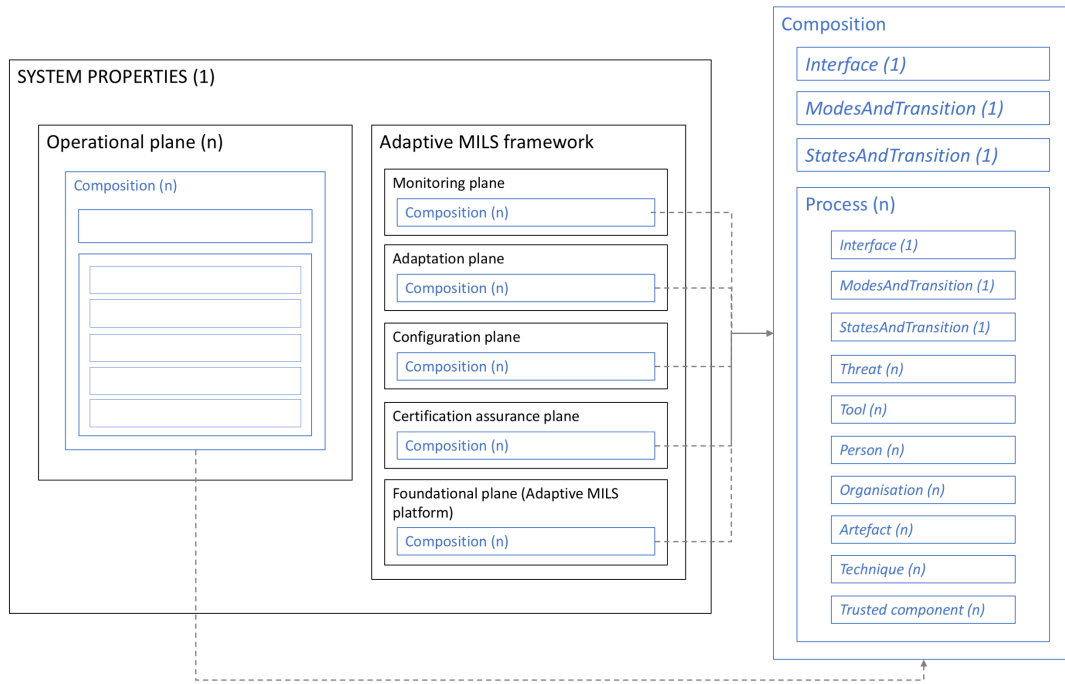 SYSTEM PROPERTIES (1)
Operational plane (n)
Composition (n)
Adaptive MILS framework
Monitoring plane
Composition (n)
Adaptation plane
Composition (n)
Configuration plane
Composition (n)
Certification assurance plane
Composition (n)
Foundational plane (Adaptive MILS
platform)
Composition (n)
Composition
Interface (1)
ModesAndTransition (1)
StatesAndTransition (1)
Process (n)
Interface (1)
ModesAndTransition (1)
StatesAndTransition (1)
Threat (n)
Tool (n)
Person (n)
Organisation (n)
Artefact (n)
Technique (n)
Trusted component (n)